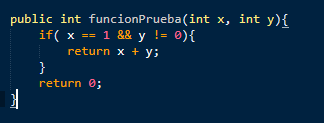 public int funcionPrueba(int x, int y){
if( x == 1 && y != 0){
return x + y;
}
return 0;
}